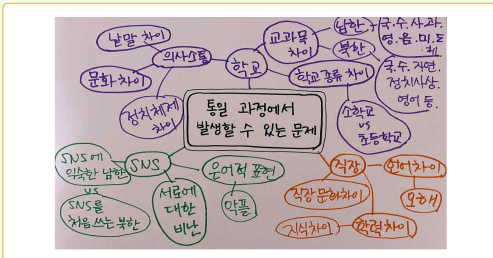 통일 과정에서
발생할 수 있는 문제
학교
의사소통
낱말 차이
문화차이
정치체제
차이
교과목
차이
남한
국.수.사.과.
영.음.미.도
체
북한
국.수.자연.
정치사상.
영어 등.
학교 종류 차이
소학교
vs
초등학교
SNS
SNS에
익숙한 남한
vs
SNS를
처음 쓰는 북한
서로에
대한
비난
은어적 표현
악플
직장
직장 문화차이
언어차이
오해
학력차이
지식차이